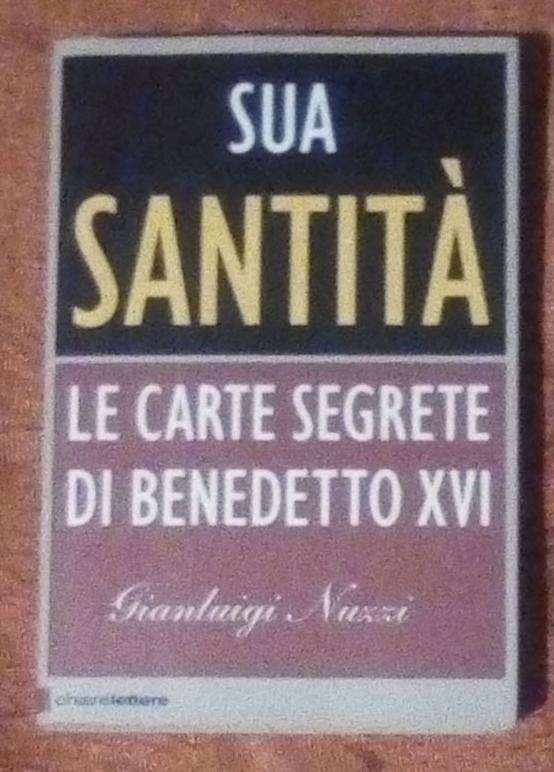 SUA
SANTITÀ
LE CARTE SEGRETE
DI BENEDETTO XVI
Gianluigi Nuzzi
chiarelettere